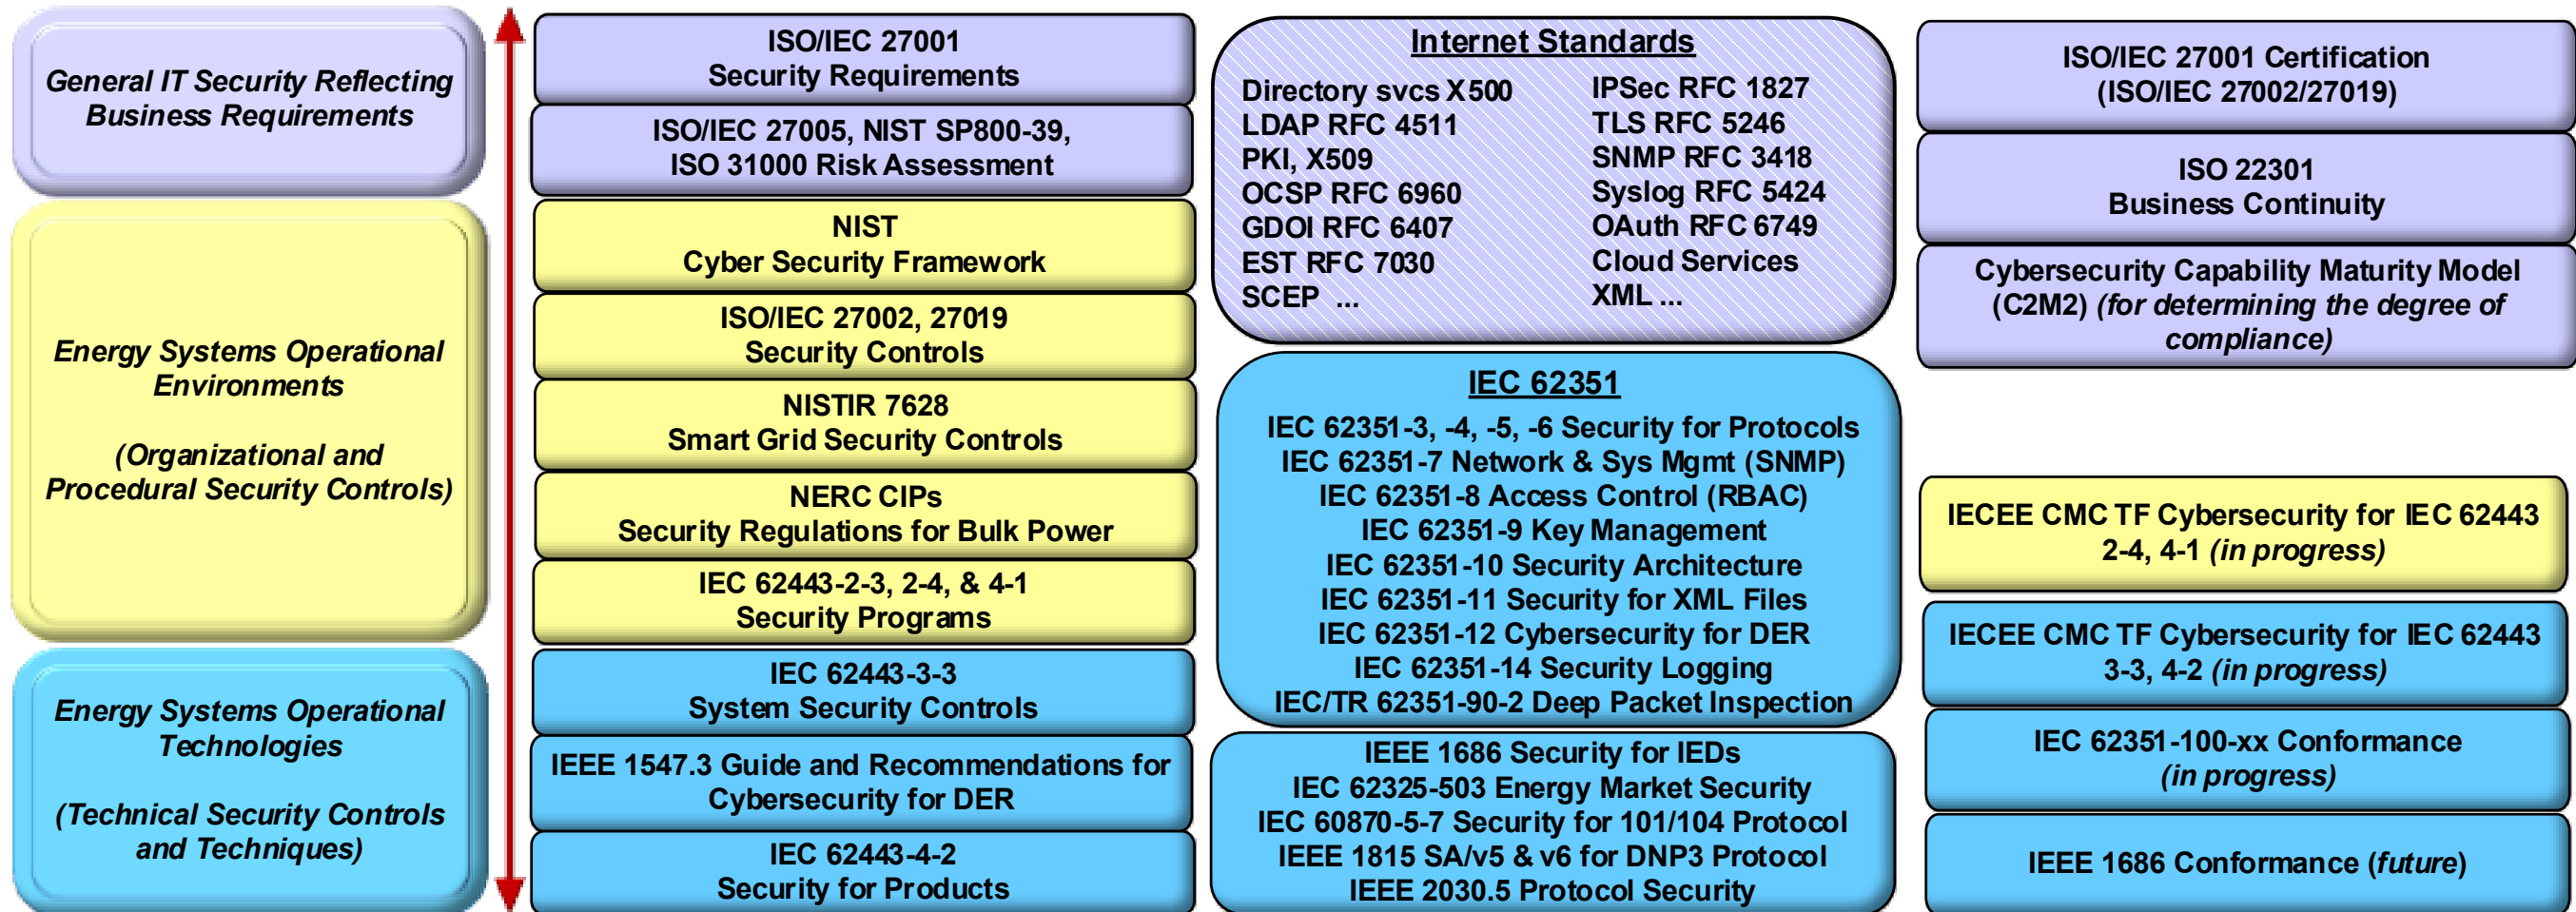 General IT Security Reflecting
Business Requirements
Energy Systems Operational
Environments
(Organizational and
Procedural Security Controls)
Energy Systems Operational
Technologies
(Technical Security Controls
and Techniques)
ISO/IEC 27001
Security Requirements
ISO/IEC 27005, NIST SP800-39,
ISO 31000 Risk Assessment
NIST
Cyber Security Framework
ISO/IEC 27002, 27019
Security Controls
NISTIR 7628
Smart Grid Security Controls
NERC CIPs
Security Regulations for Bulk Power
IEC 62443-2-3, 2-4, & 4-1
Security Programs
IEC 62443-3-3
System Security Controls
IEEE 1547.3 Guide and Recommendations for
Cybersecurity for DER
IEC 62443-4-2
Security for Products
Internet Standards
Directory svcs X500
LDAP RFC 4511
PKI, X509
OCSP RFC 6960
GDOI RFC 6407
EST RFC 7030
SCEP ...
IPSec RFC 1827
TLS RFC 5246
SNMP RFC 3418
Syslog RFC 5424
OAuth RFC 6749
Cloud Services
XML ...
IEC 62351
IEC 62351-3, -4, -5, -6 Security for Protocols
IEC 62351-7 Network & Sys Mgmt (SNMP)
IEC 62351-8 Access Control (RBAC)
IEC 62351-9 Key Management
IEC 62351-10 Security Architecture
IEC 62351-11 Security for XML Files
IEC 62351-12 Cybersecurity for DER
IEC 62351-14 Security Logging
IEC/TR 62351-90-2 Deep Packet Inspection
IEEE 1686 Security for IEDs
IEC 62325-503 Energy Market Security
IEC 60870-5-7 Security for 101/104 Protocol
IEEE 1815 SA/v5 & v6 for DNP3 Protocol
IEEE 2030.5 Protocol Security
ISO/IEC 27001 Certification
(ISO/IEC 27002/27019)
ISO 22301
Business Continuity
Cybersecurity Capability Maturity Model
(C2M2) (for determining the degree of
compliance)
IECEE CMC TF Cybersecurity for IEC 62443
2-4, 4-1 (in progress)
IECEE CMC TF Cybersecurity for IEC 62443
3-3, 4-2 (in progress)
IEC 62351-100-xx Conformance
(in progress)
IEEE 1686 Conformance (future)